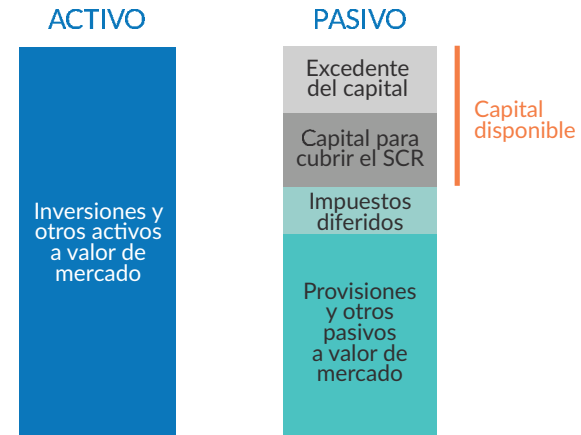 ACTIVO
Inversiones y
otros activos
a valor de
mercado
PASIVO
Excedente
del capital
Capital para
cubrir el SCR
Impuestos
diferidos
Provisiones
y otros
pasivos
a valor de
mercado
Capital
disponible